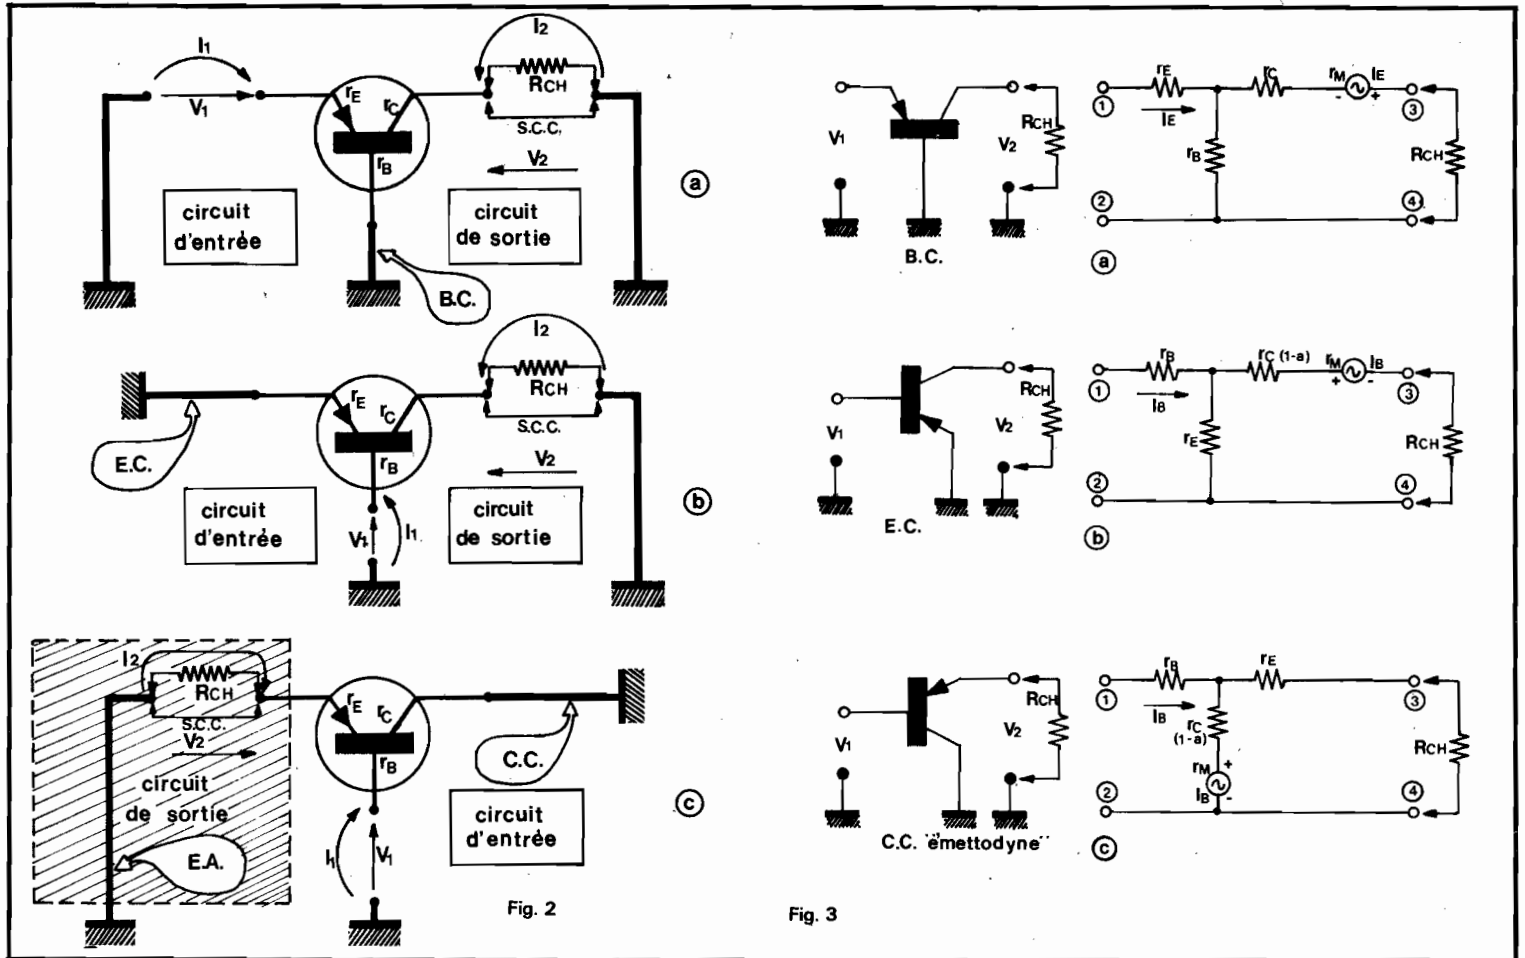 I1
V1
rE
rC
rB
I2
RCH
S.C.C.
V2
circuit
d'entrée
circuit
de sortie
B.C.
a
E.C.
rE
rC
rB
I2
RCH
S.C.C.
V2
circuit
d'entrée
V1
I1
circuit
de sortie
b
I2
RCH
S.C.C.
V2
circuit
de sortie
E.A.
rE
rC
rB
I1
V1
C.C.
circuit
d'entrée
c
Fig. 2
V1
V2
RCH
B.C.
1
rE
IE
rB
rC
rM
IE
- +
3
RCH
2
4
a
V1
V2
RCH
E.C.
1
rB
IB
rE
rC (1-a)
rM
IB
+ -
3
RCH
2
4
b
V1
V2
RCH
C.C. "émettodyne"
1
rB
IB
rE
rC
(1-a)
rM
IB
+
-
3
RCH
2
4
c
Fig. 3